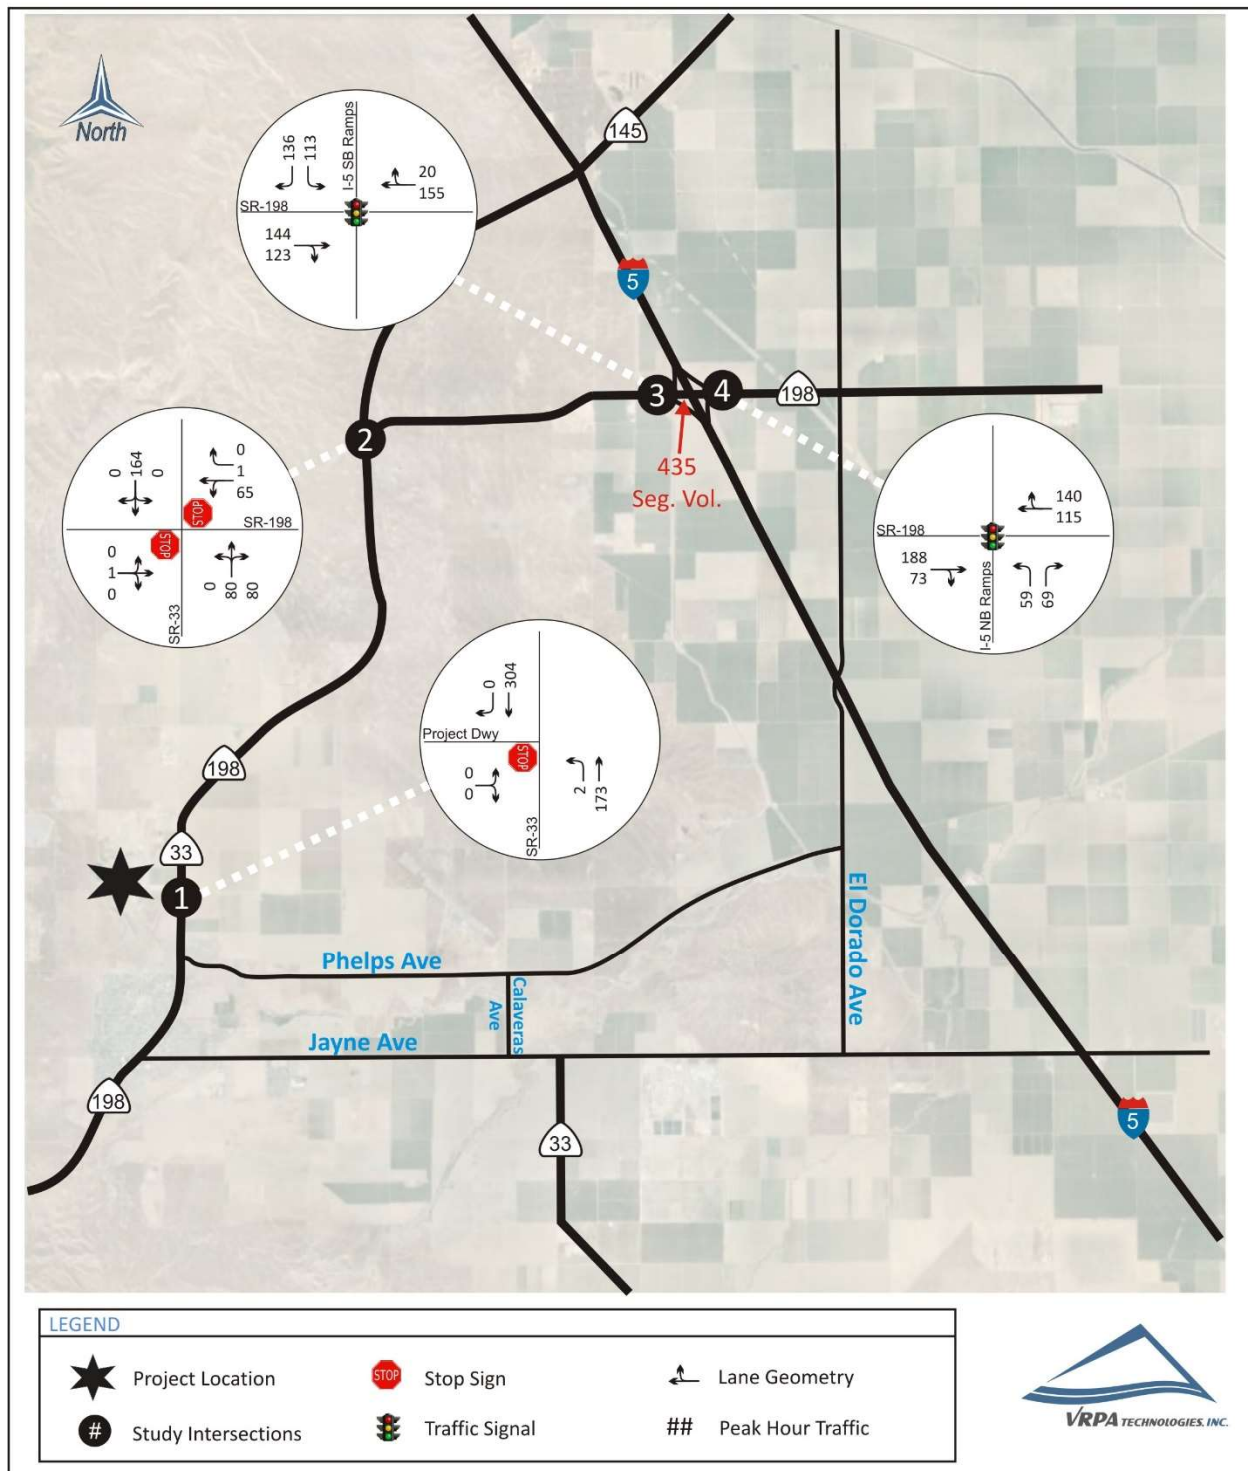 North
145
136
113
I-5 SB Ramps
20
155
SR-198
144
123
5
3
4
198
435
Seg. Vol.
2
0
164
0
0
1
65
STOP
SR-198
STOP
0
1
0
0
80
80
SR-33
140
115
SR-198
188
73
I-5 NB Ramps
59
69
0
304
Project Dwy
STOP
0
0
2
173
SR-33
198
33
1
Phelps Ave
El Dorado Ave
Calaveras
Ave
Jayne Ave
198
33
5
LEGEND
Project Location
STOP
Stop Sign
Lane Geometry
#
Study Intersections
Traffic Signal
## Peak Hour Traffic
VRPA TECHNOLOGIES, INC.